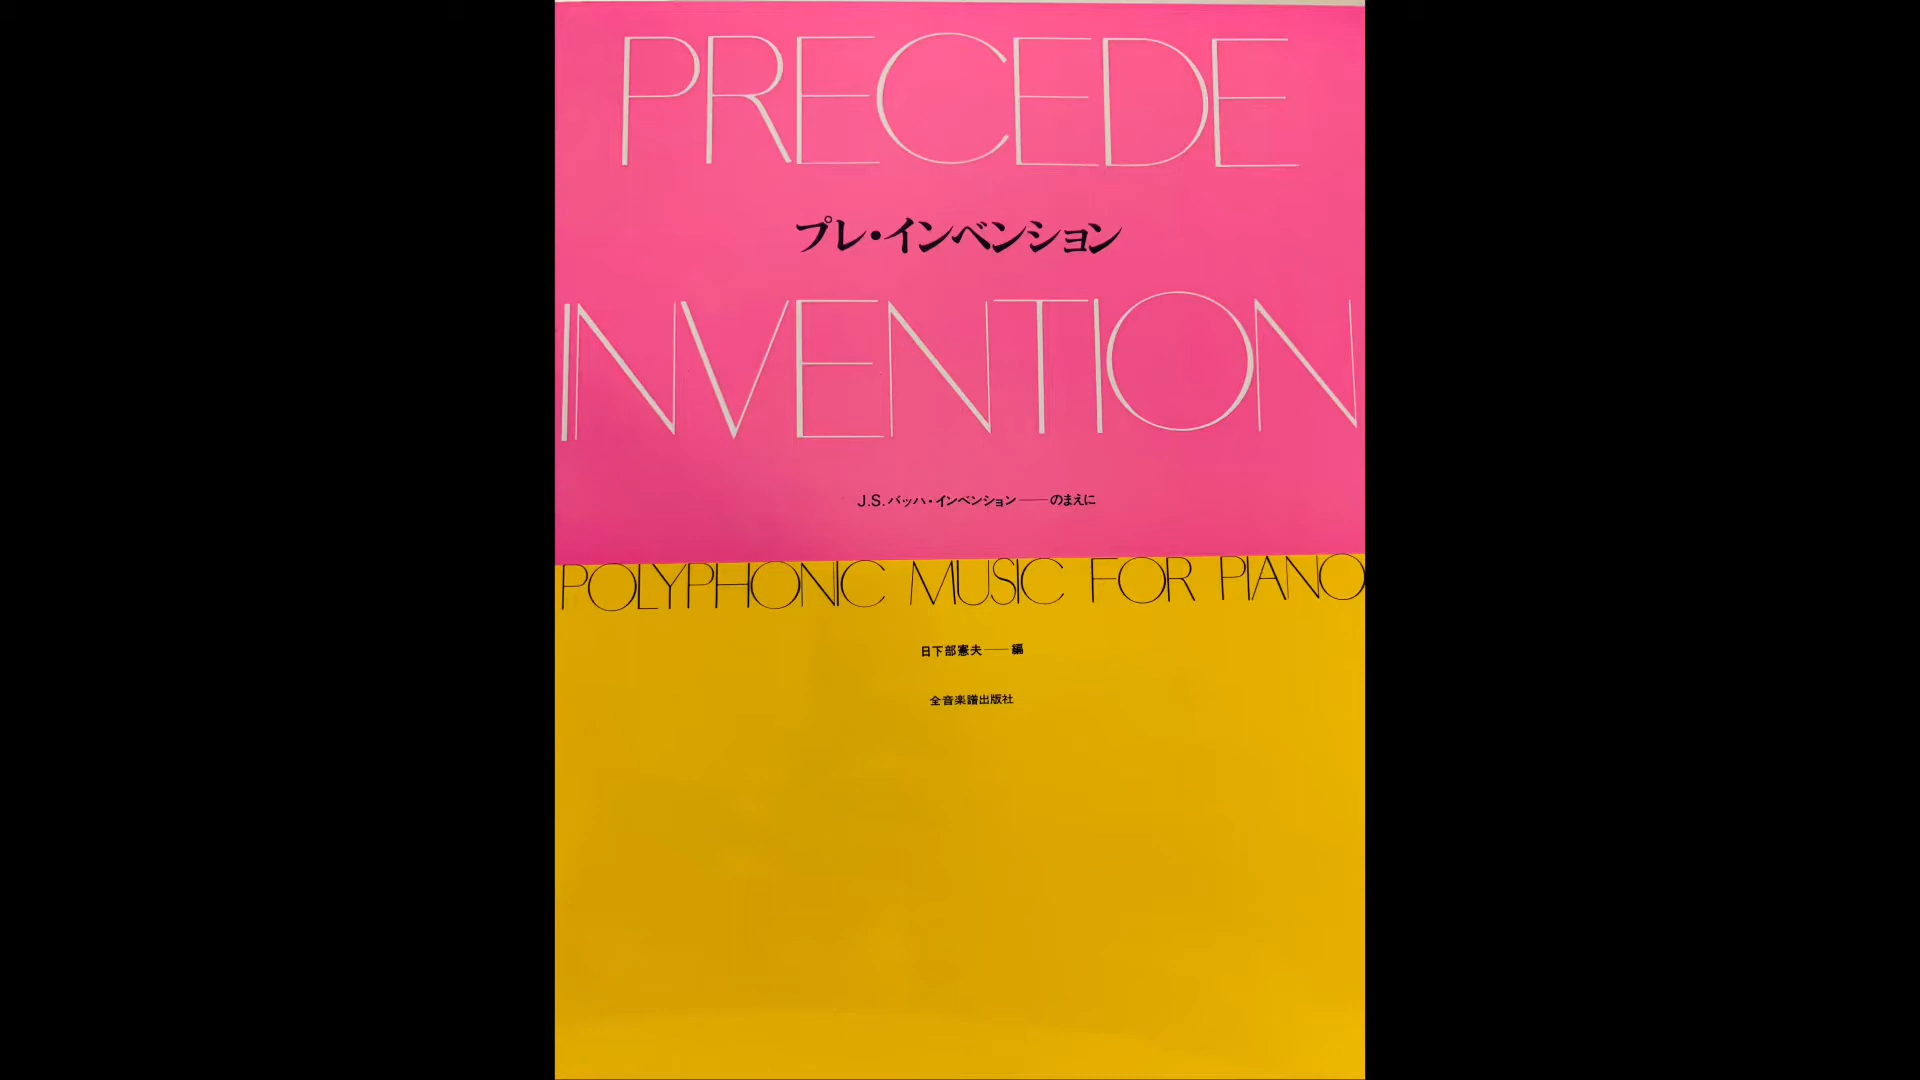 PRECEDE
プレ・インベンション
INVENTION
J.S.バッハ・インベンション――のまえに
POLYPHONIC MUSIC FOR PIANO
日下部憲夫――編
全音楽譜出版社